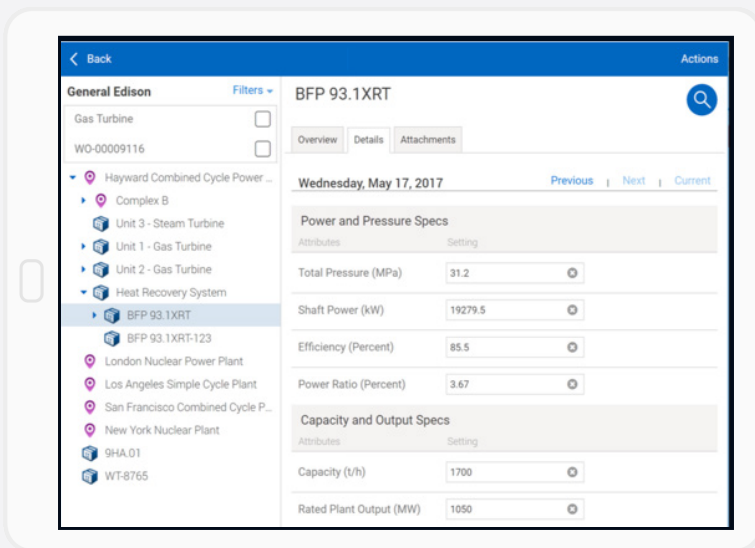 Back
Actions
General Edison
Filters
Gas Turbine
WO-00009116
Hayward Combined Cycle Power ...
Complex B
Unit 3 - Steam Turbine
Unit 1 - Gas Turbine
Unit 2 - Gas Turbine
Heat Recovery System
BFP 93.1XRT
BFP 93.1XRT-123
London Nuclear Power Plant
Los Angeles Simple Cycle Plant
San Francisco Combined Cycle P...
New York Nuclear Plant
9HA.01
WT-8765
BFP 93.1XRT
Overview Details Attachments
Wednesday, May 17, 2017 Previous | Next | Current
Power and Pressure Specs
Attributes Setting
Total Pressure (MPa) 31.2
Shaft Power (kW) 19279.5
Efficiency (Percent) 85.5
Power Ratio (Percent) 3.67
Capacity and Output Specs
Attributes Setting
Capacity (t/h) 1700
Rated Plant Output (MW) 1050